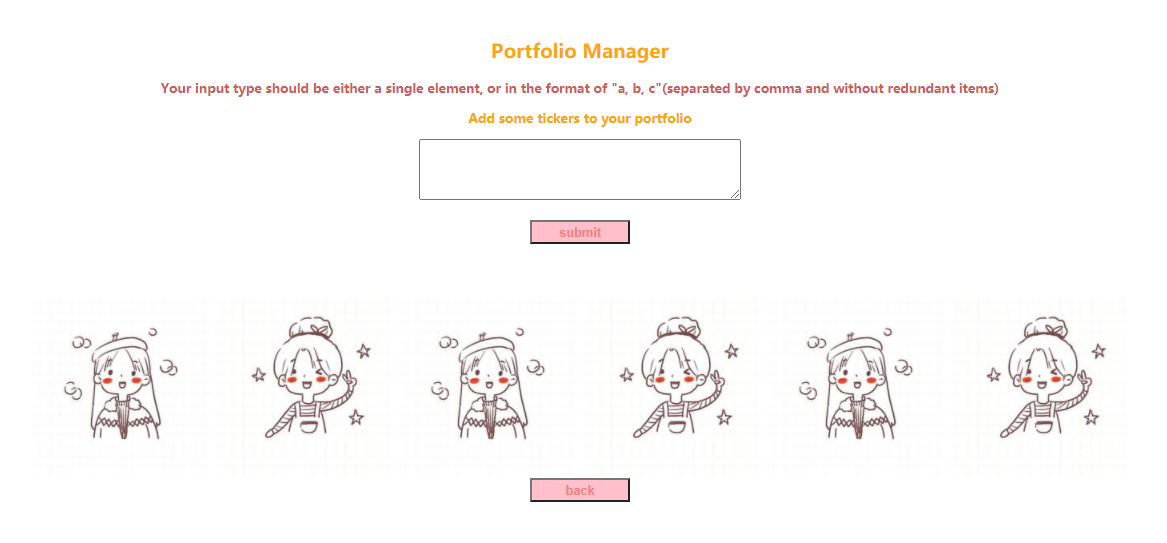 Portfolio Manager
Your input type should be either a single element, or in the format of "a, b, c"(separated by comma and without redundant items)
Add some tickers to your portfolio
submit
back